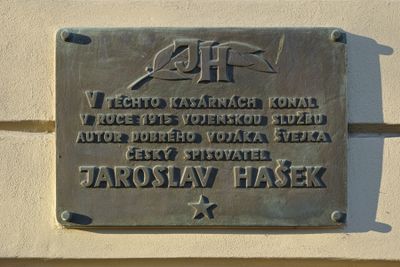 JH
V TĚCHTO KASÁRNÁCH KONAL
V ROCE 1915 VOJENSKOU SLUŽBU
AUTOR DOBRÉHO VOJÁKA ŠVEJKA
ČESKÝ SPISOVATEL
JAROSLAV HAŠEK